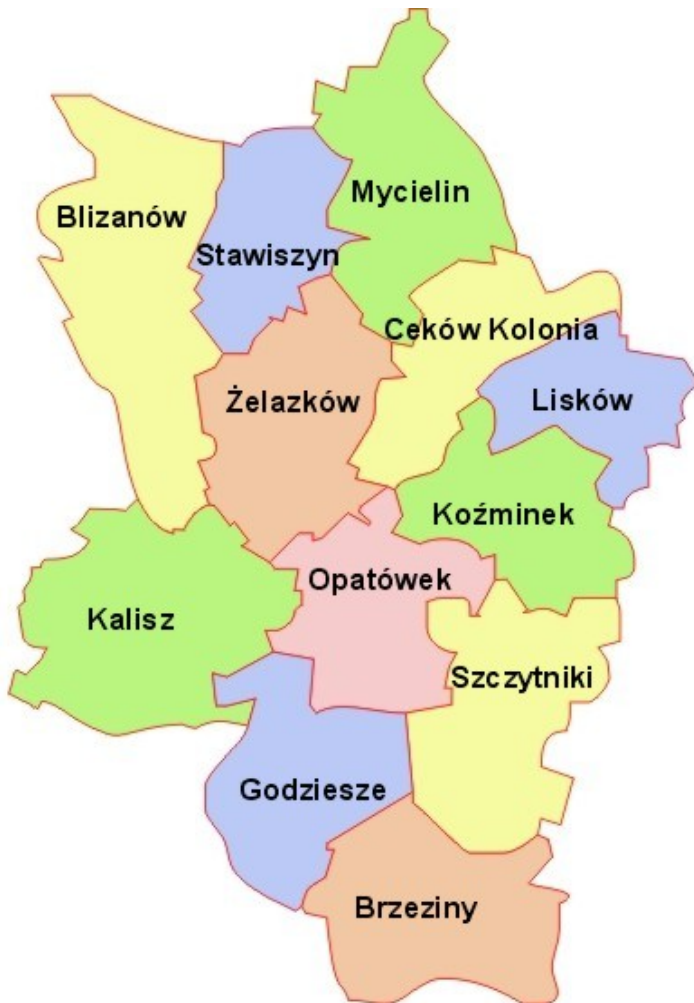 Mycielin
Blizanów
Stawiszyn
Ceków Kolonia
Żelazków
Lisków
Koźminek
Opatówek
Kalisz
Szczytniki
Godziesze
Brzeziny